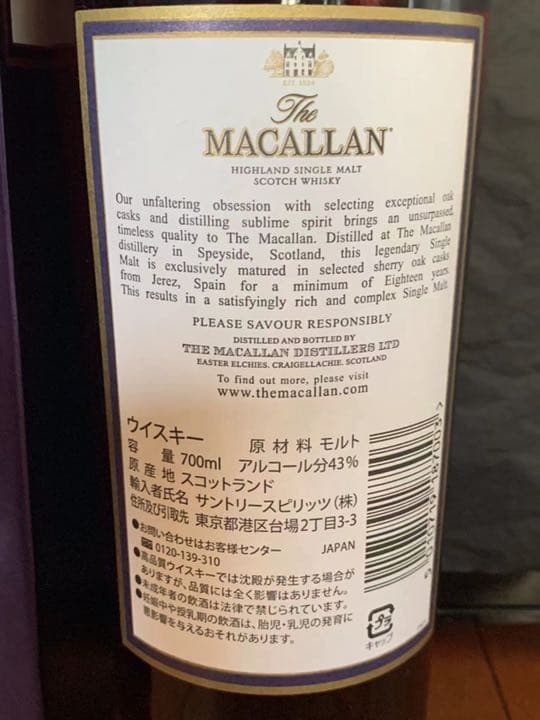 EST. 1824
The
MACALLAN
HIGHLAND SINGLE MALT
SCOTCH WHISKY
Our unfaltering obsession with selecting exceptional oak
casks and distilling sublime spirit brings an unsurpassed,
timeless quality to The Macallan. Distilled at The Macallan
distillery in Speyside, Scotland, this legendary Single
Malt is exclusively matured in selected sherry oak casks
from Jerez, Spain for a minimum of Eighteen years.
This results in a satisfyingly rich and complex Single Malt.
PLEASE SAVOUR RESPONSIBLY
DISTILLED AND BOTTLED BY
THE MACALLAN DISTILLERS LTD
EASTER ELCHIES, CRAIGELLACHIE, SCOTLAND
To find out more, please visit
www.themacallan.com
ウイスキー 原材料 モルト
容量 700ml アルコール分43%
原産地 スコットランド
輸入者氏名 サントリースピリッツ(株)
住所及び引取先 東京都港区台場2丁目3-3
●お問い合わせはお客様センター JAPAN
0120-139-310
●高品質ウイスキーでは沈殿が発生する場合が
ありますが、品質には全く影響はありません。
●未成年者の飲酒は法律で禁じられています。
●妊娠中や授乳期の飲酒は、胎児・乳児の発育に
悪影響を与えるおそれがあります。
プラ
キャップ